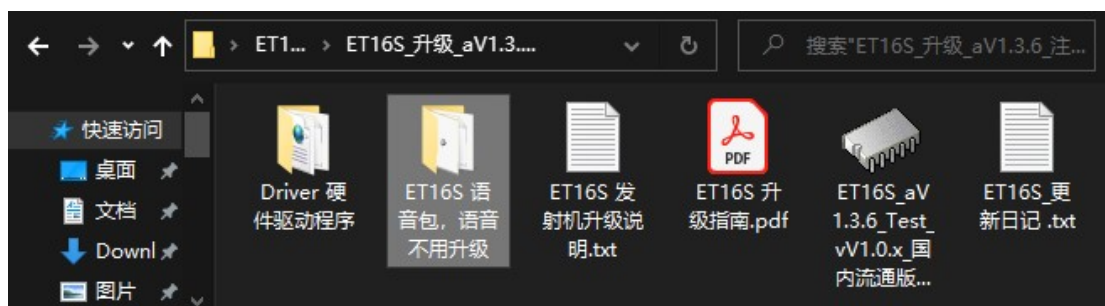 ET1... › ET16S_升级_aV1.3....
搜索"ET16S_升级_aV1.3.6_注...
快速访问
桌面
文档
Downl
图片
Driver 硬
件驱动程序
ET16S 语
音包，语音
不用升级
ET16S 发
射机升级说
明.txt
PDF
ET16S 升
级指南.pdf
ET16S_aV
1.3.6_Test_
vV1.0.x_国
内流通版...
ET16S_更
新日记 .txt